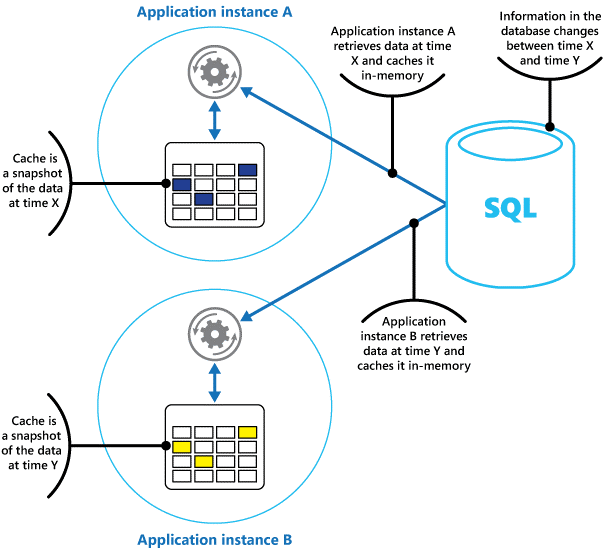 Application instance A
Application instance A
retrieves data at time
X and caches it
in-memory
Information in the
database changes
between time X
and time Y
Cache is
a snapshot
of the data
at time X
SQL
Application
instance B retrieves
data at time Y and
caches it in-memory
Cache is
a snapshot
of the data
at time Y
Application instance B